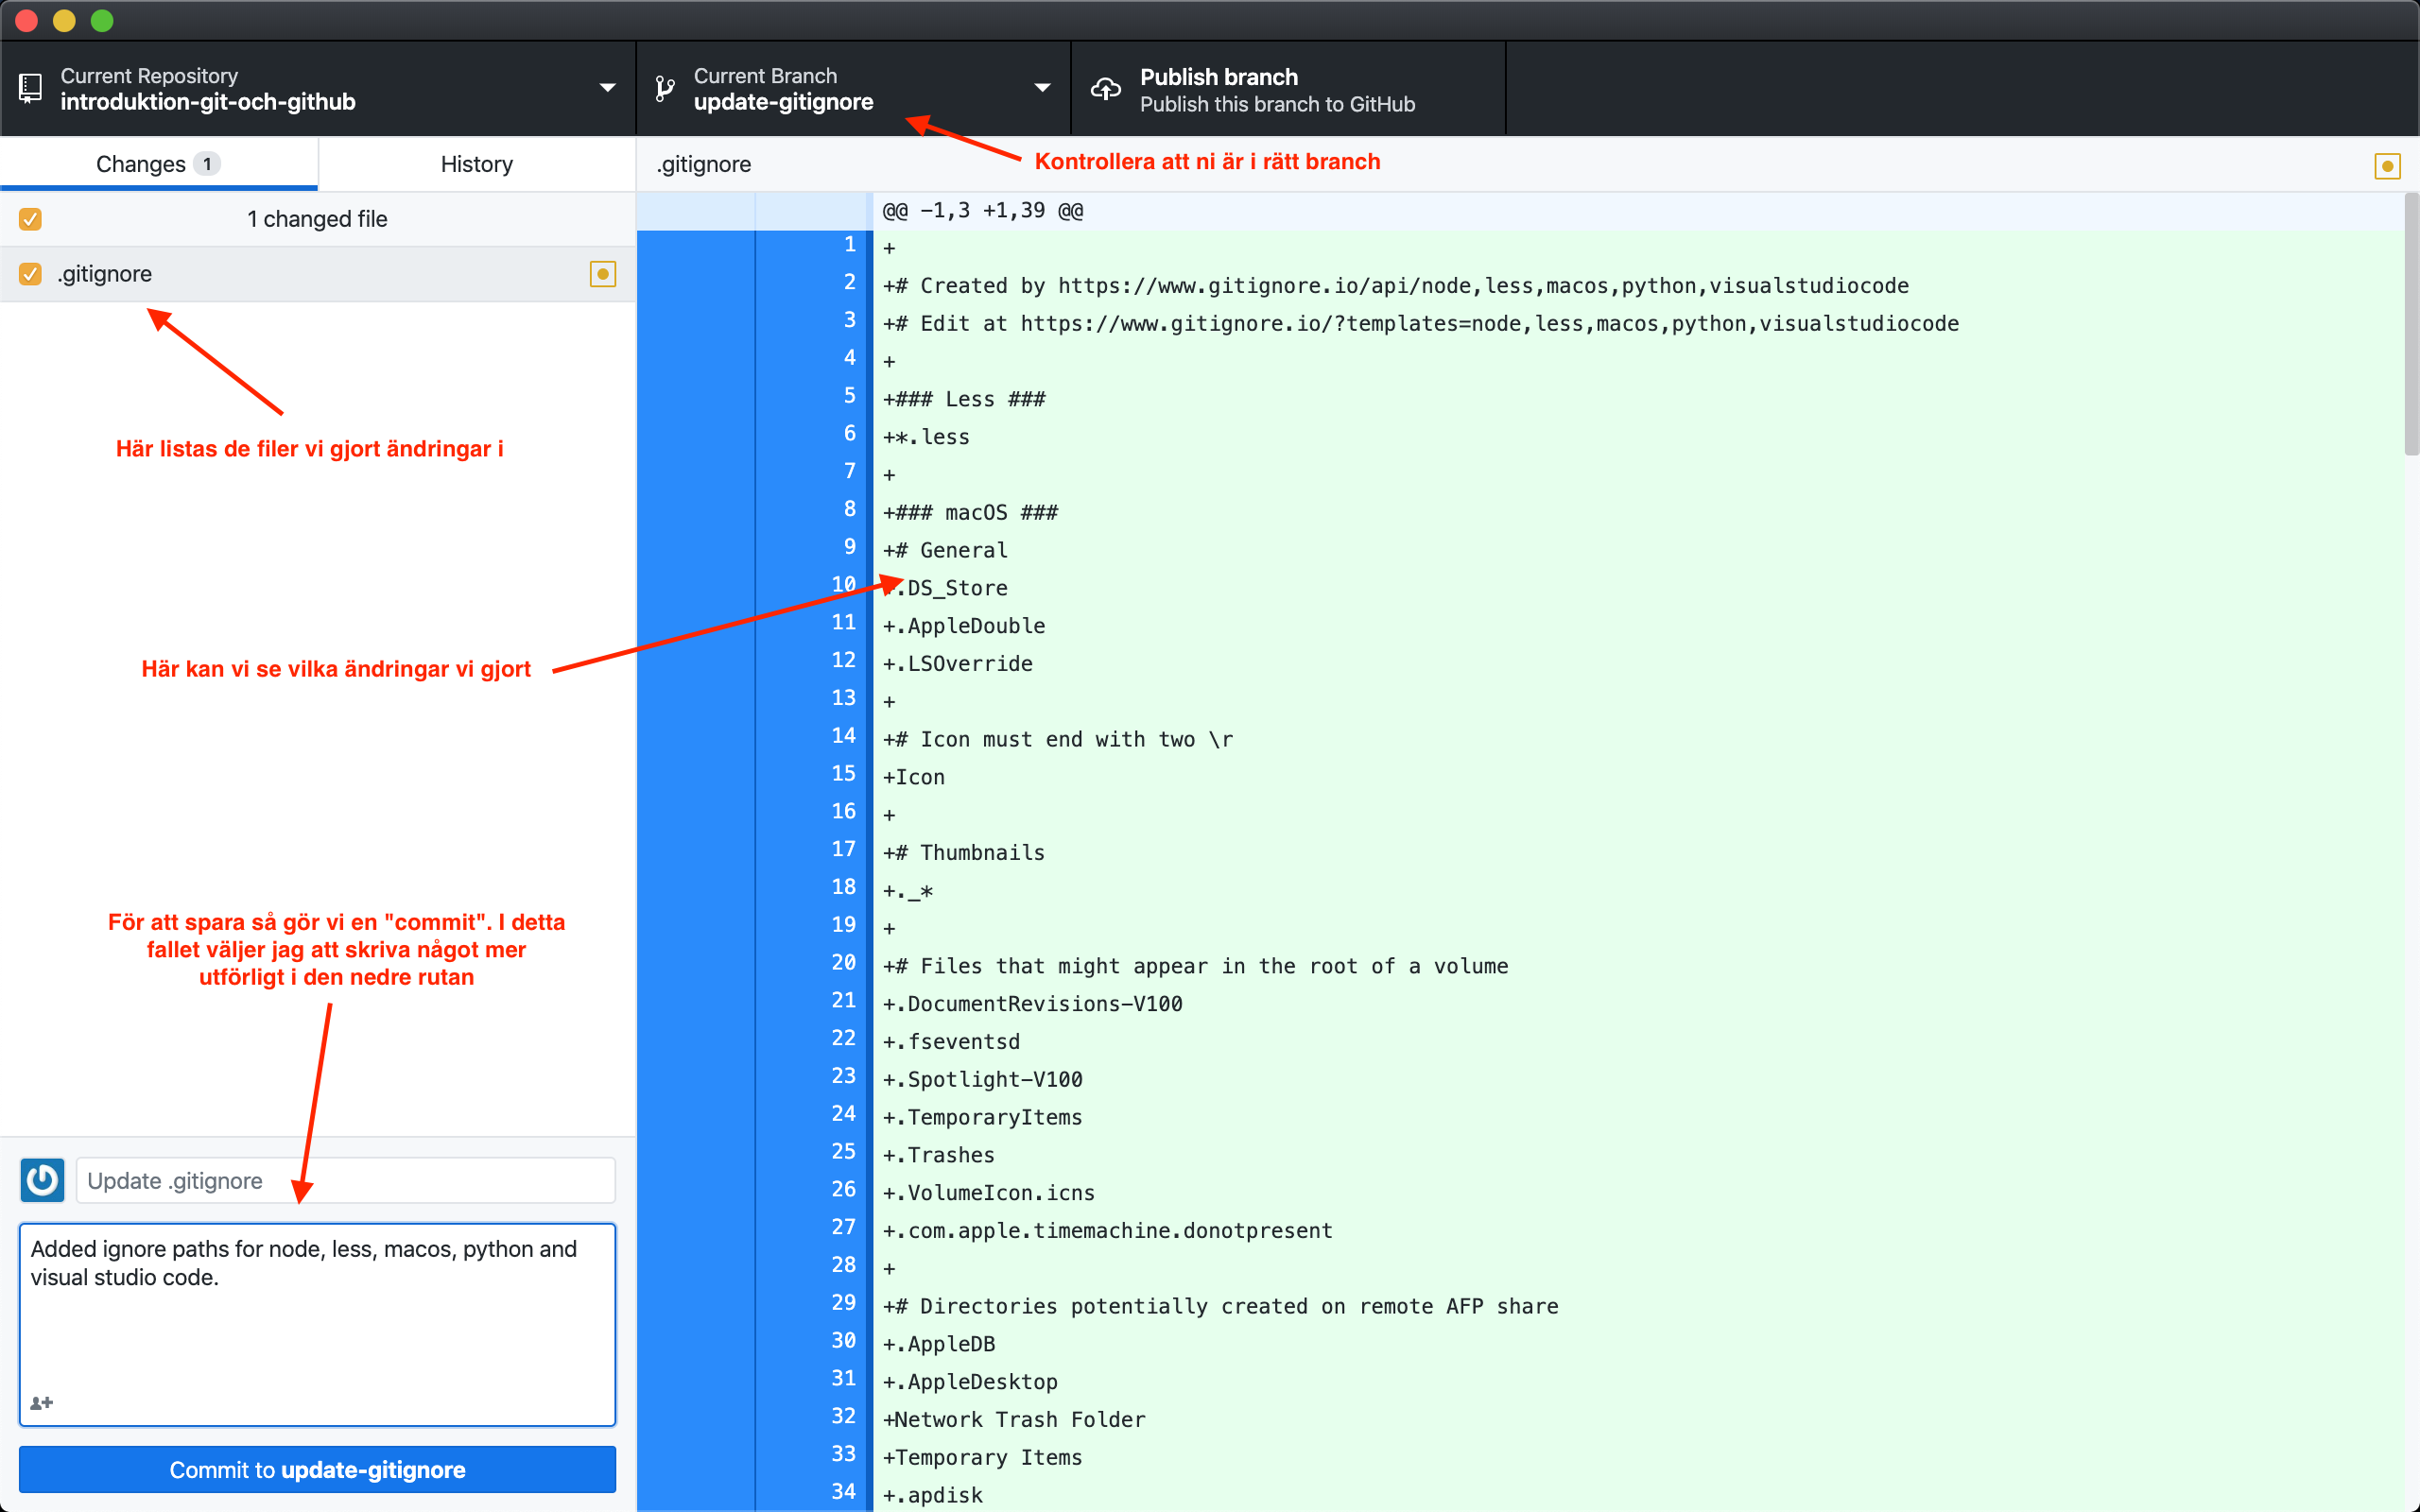 Current Repository
introduktion-git-och-github
Current Branch
update-gitignore
Publish branch
Publish this branch to GitHub
Changes 1
History
.gitignore
Kontrollera att ni är i rätt branch
1 changed file
.gitignore
Här listas de filer vi gjort ändringar i
Här kan vi se vilka ändringar vi gjort
För att spara så gör vi en "commit". I detta
fallet väljer jag att skriva något mer
utförligt i den nedre rutan
Update .gitignore
Added ignore paths for node, less, macos, python and
visual studio code.
Commit to update-gitignore
@@ -1,3 +1,39 @@
1 +
2 +# Created by https://www.gitignore.io/api/node,less,macos,python,visualstudiocode
3 +# Edit at https://www.gitignore.io/?templates=node,less,macos,python,visualstudiocode
4 +
5 +### Less ###
6 +*.less
7 +
8 +### macOS ###
9 +# General
10 +.DS_Store
11 +.AppleDouble
12 +.LSOverride
13 +
14 +# Icon must end with two \r
15 +Icon
16 +
17 +# Thumbnails
18 +._*
19 +
20 +# Files that might appear in the root of a volume
21 +.DocumentRevisions-V100
22 +.fseventsd
23 +.Spotlight-V100
24 +.TemporaryItems
25 +.Trashes
26 +.VolumeIcon.icns
27 +.com.apple.timemachine.donotpresent
28 +
29 +# Directories potentially created on remote AFP share
30 +.AppleDB
31 +.AppleDesktop
32 +Network Trash Folder
33 +Temporary Items
34 +.apdisk